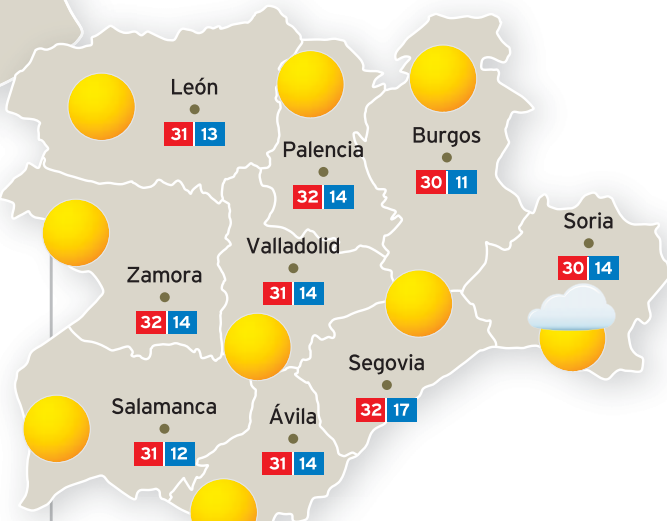 León
31 13
Palencia
32 14
Burgos
30 11
Soria
30 14
Valladolid
31 14
Zamora
32 14
Segovia
32 17
Salamanca
31 12
Ávila
31 14